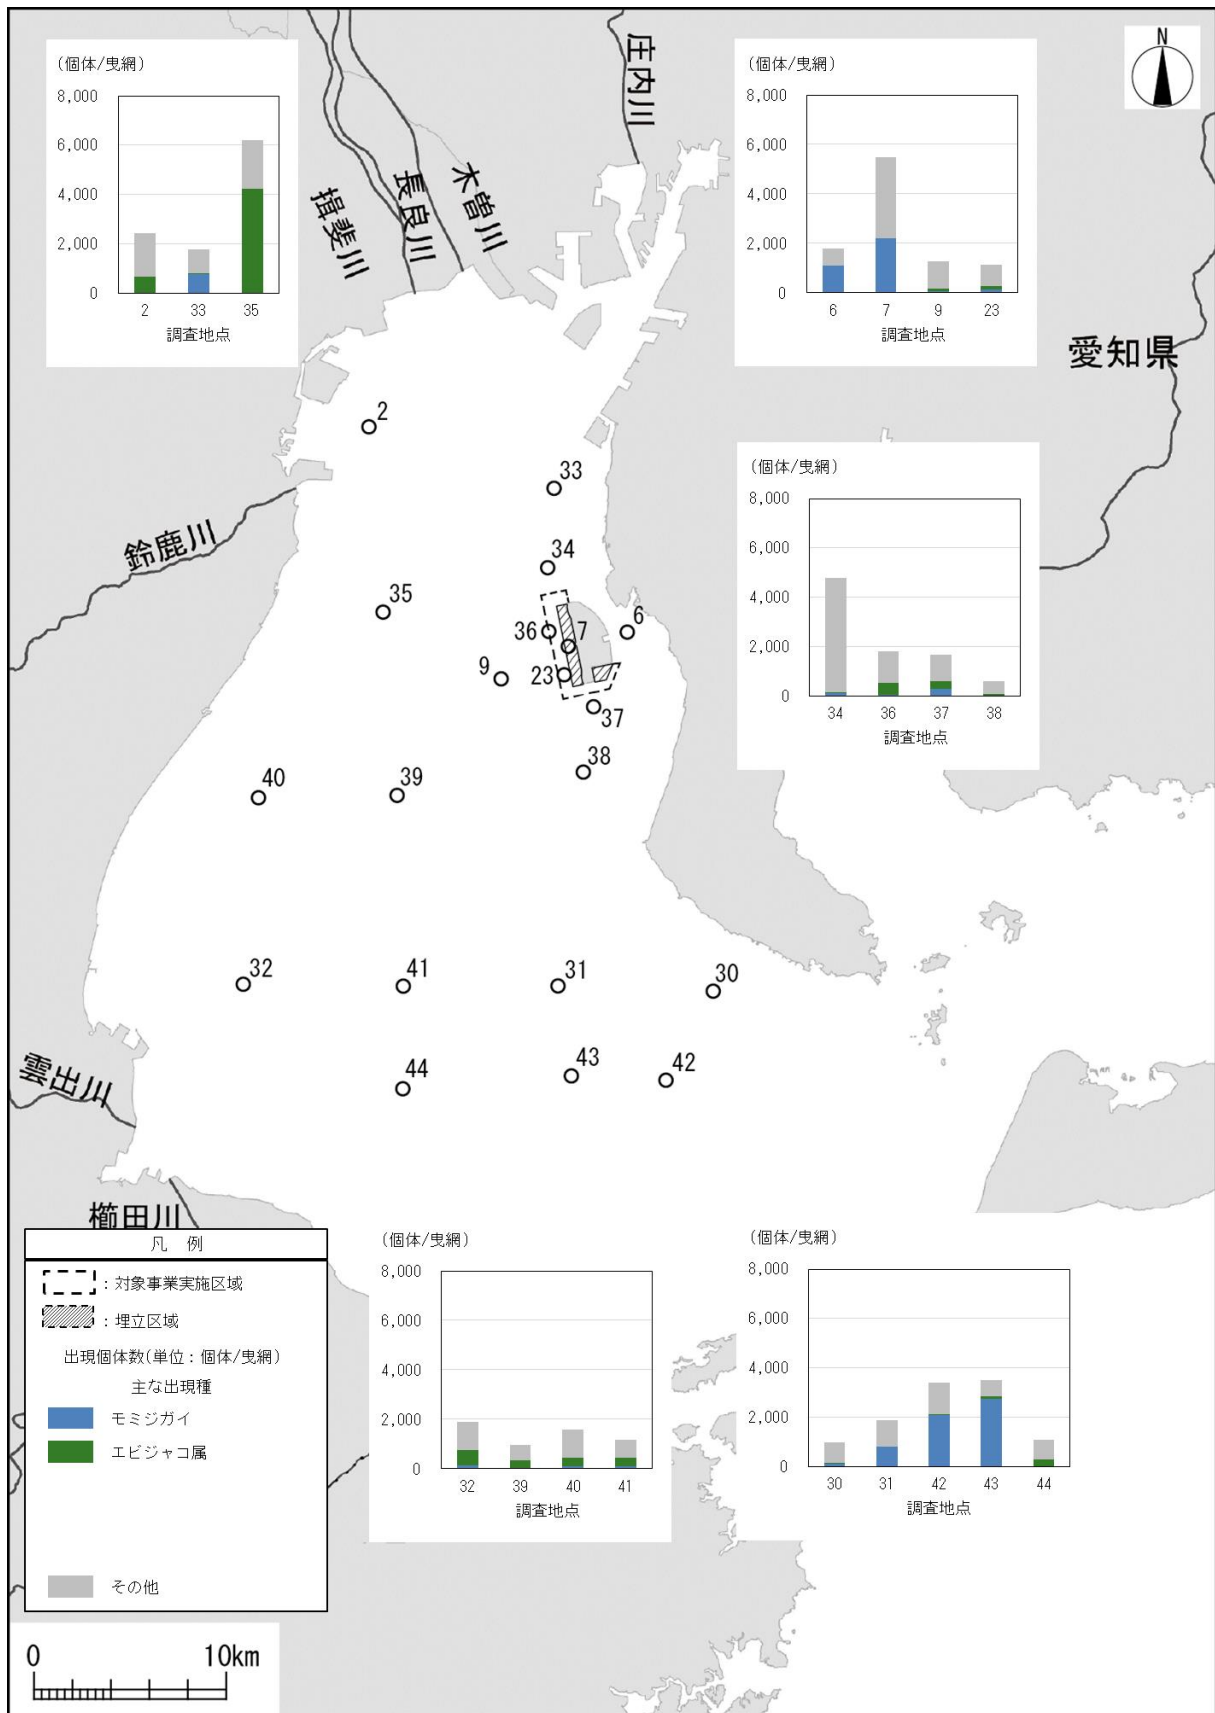 (個体/曳網)
8,000
6,000
4,000
2,000
0
2 33 35
調査地点
揖斐川
長良川
木曽川
庄内川
(個体/曳網)
8,000
6,000
4,000
2,000
0
6 7 9 23
調査地点
N
愛知県
(個体/曳網)
8,000
6,000
4,000
2,000
0
34 36 37 38
調査地点
鈴鹿川
2
33
34
35
36
7
6
9
23
37
38
40
39
32
41
31
30
44
43
42
雲出川
櫛田川
凡 例
:対象事業実施区域
:埋立区域
出現個体数(単位:個体/曳網)
主な出現種
モミジガイ
エビジャコ属
その他
0 10km
(個体/曳網)
8,000
6,000
4,000
2,000
0
32 39 40 41
調査地点
(個体/曳網)
8,000
6,000
4,000
2,000
0
30 31 42 43 44
調査地点